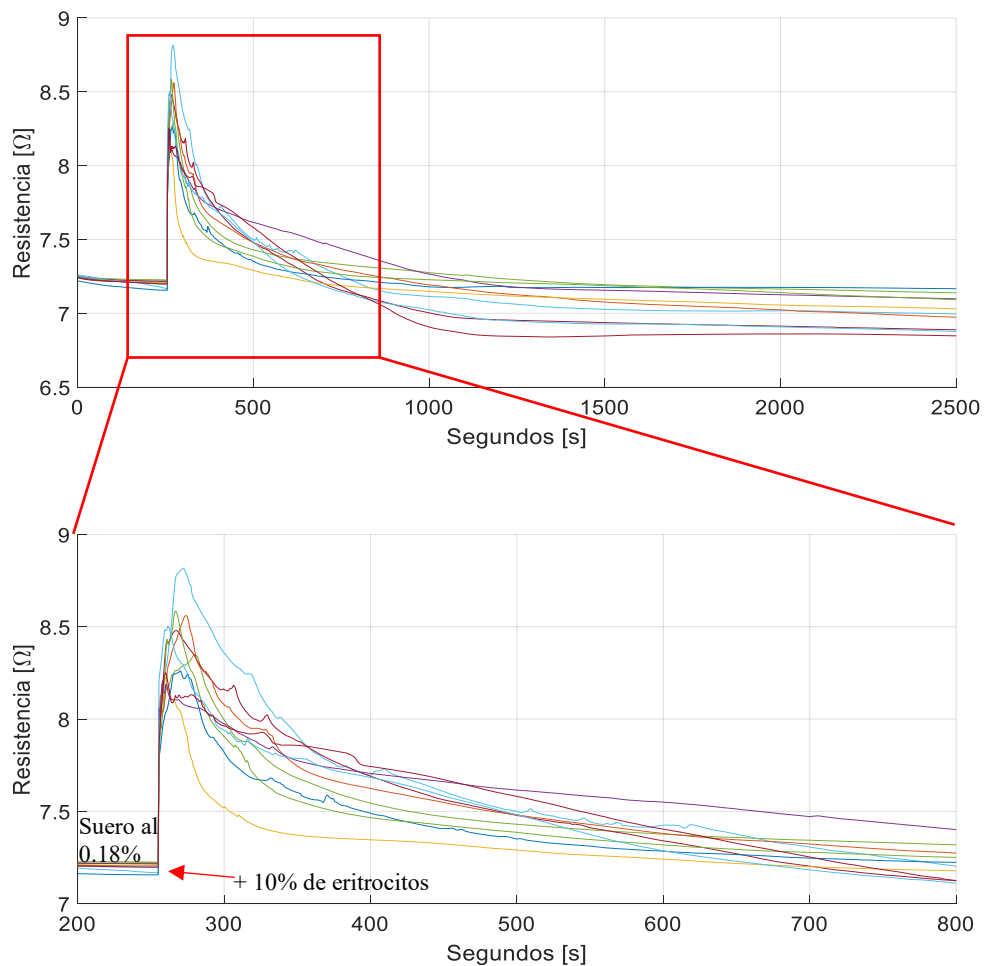 9
8.5
8
7.5
7
6.5
Resistencia [Ω]
0 500 1000 1500 2000 2500
Segundos [s]
9
8.5
8
7.5
7
Resistencia [Ω]
Suero al
0.18%
+ 10% de eritrocitos
200 300 400 500 600 700 800
Segundos [s]